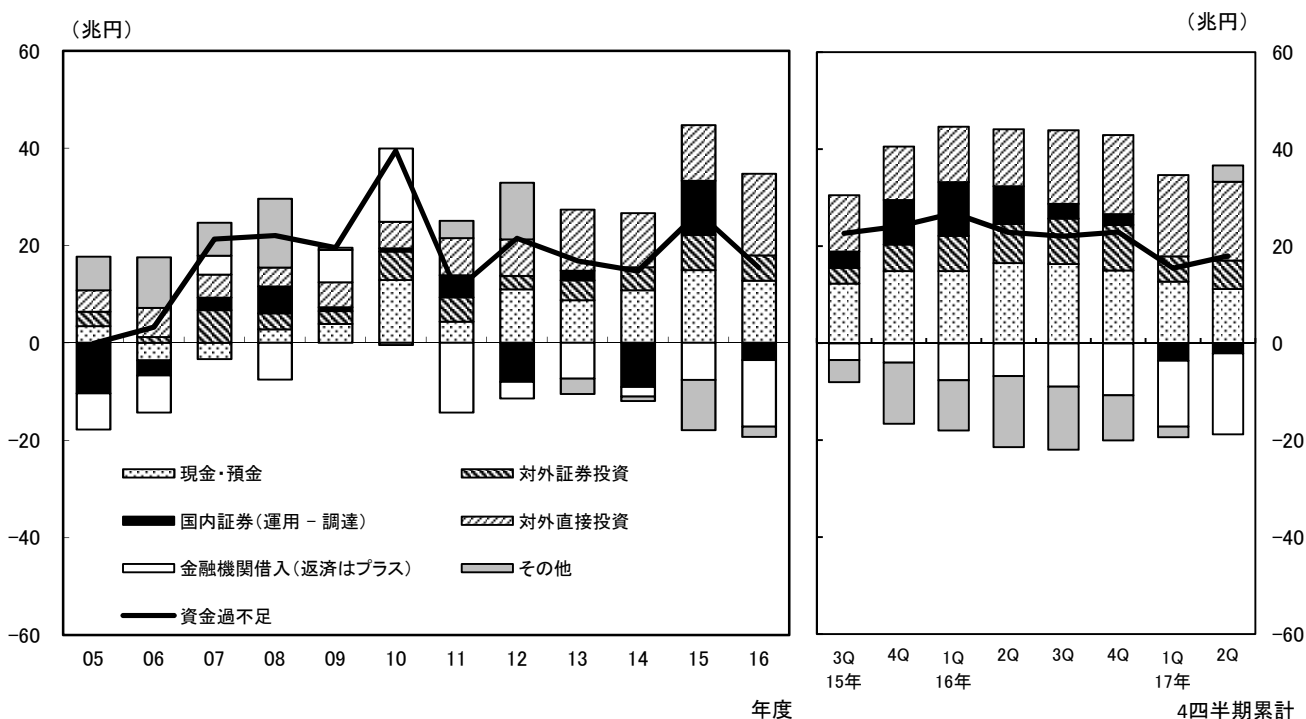 （兆円）
（兆円）
60
40
20
0
−20
−40
−60
60
40
20
0
−20
−40
−60
現金・預金
対外証券投資
国内証券（運用 − 調達）
対外直接投資
金融機関借入（返済はプラス）
その他
資金過不足
05 06 07 08 09 10 11 12 13 14 15 16
3Q 4Q 1Q 2Q 3Q 4Q 1Q 2Q
15年 16年 17年
年度
4四半期累計